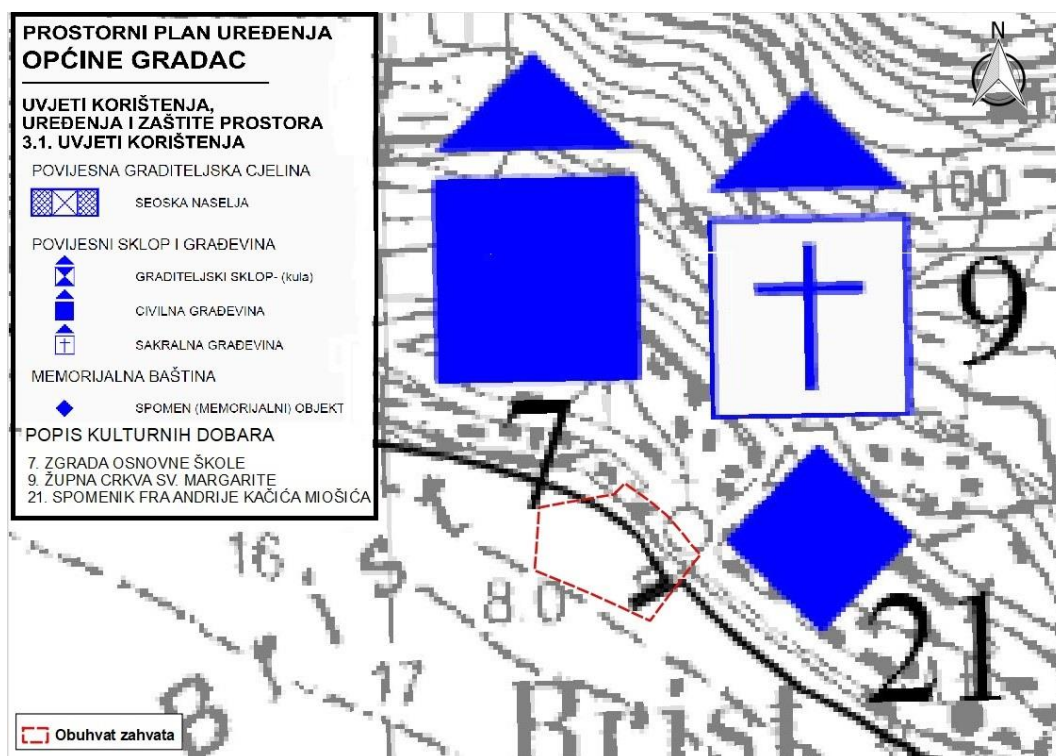 PROSTORNI PLAN UREĐENJA
OPĆINE GRADAC
UVJETI KORIŠTENJA,
UREĐENJA I ZAŠTITE PROSTORA
3.1. UVJETI KORIŠTENJA
POVIJESNA GRADITELJSKA CJELINA
SEOSKA NASELJA
POVIJESNI SKLOP I GRAĐEVINA
GRADITELJSKI SKLOP- (kula)
CIVILNA GRAĐEVINA
SAKRALNA GRAĐEVINA
MEMORIJALNA BAŠTINA
SPOMEN (MEMORIJALNI) OBJEKT
POPIS KULTURNIH DOBARA
7. ZGRADA OSNOVNE ŠKOLE
9. ŽUPNA CRKVA SV. MARGARITE
21. SPOMENIK FRA ANDRIJE KAČIĆA MIOŠIĆA
N
100
9
7
16
8.0
21
17
Obuhvat zahvata